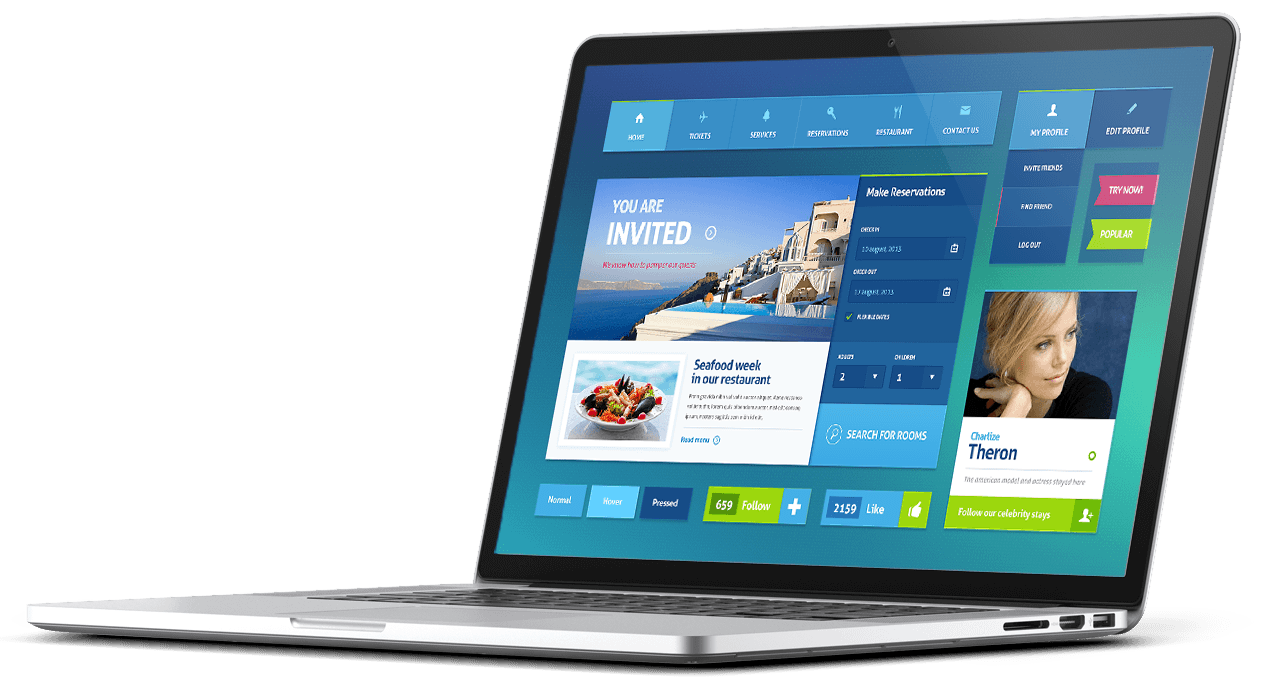 HOME
TICKETS
SERVICES
RESERVATIONS
RESTAURANT
CONTACT US
MY PROFILE
EDIT PROFILE
INVITE FRIENDS
FIND FRIEND
LOG OUT
TRY NOW!
POPULAR
YOU ARE
INVITED
We know how to pamper our guests
Make Reservations
CHECK IN
10 august, 2013
CHECK OUT
17 august, 2013
FLEXIBLE DATES
ADULTS
CHILDREN
2
1
SEARCH FOR ROOMS
Seafood week
in our restaurant
Read menu
Charlize
Theron
The american model and actress stayed here
Follow our celebrity stays
Normal
Hover
Pressed
659 Follow
2159 Like